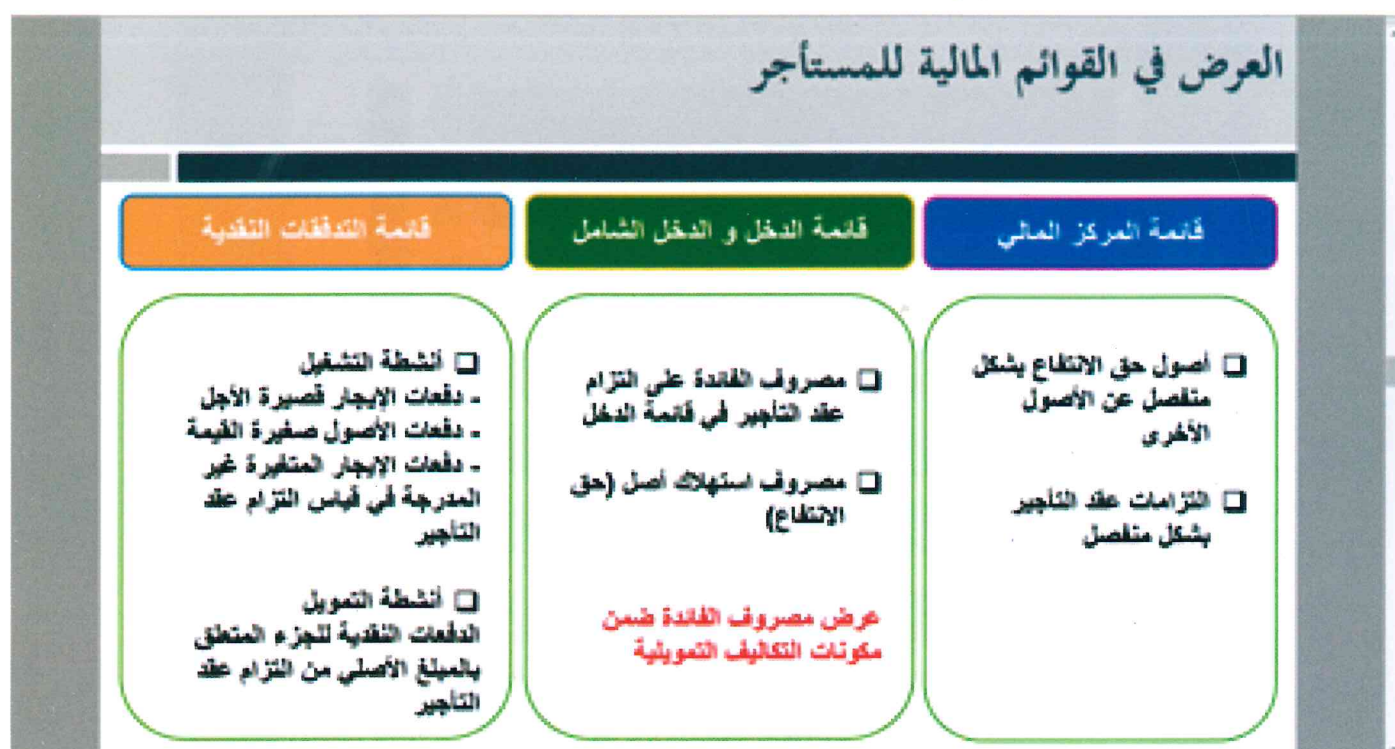 العرض في القوائم المالية للمستأجر
قائمة المركز المالي
❑ أصول حق الانتفاع بشكل
منفصل عن الأصول
الأخرى
❑ التزامات عقد التأجير
بشكل منفصل
قائمة الدخل و الدخل الشامل
❑ مصروف الفائدة على التزام
عقد التأجير في قائمة الدخل
❑ مصروف استهلاك أصل (حق
الانتفاع)
عرض مصروف الفائدة ضمن
مكونات التكاليف التمويلية
قائمة التدفقات النقدية
❑ أنشطة التشغيل
- دفعات الإيجار قصيرة الأجل
- دفعات الأصول صغيرة القيمة
- دفعات الإيجار المتغيرة غير
المدرجة في قياس التزام عقد
التأجير
❑ أنشطة التمويل
الدفعات النقدية للجزء المتعلق
بالمبلغ الأصلي من التزام عقد
التأجير